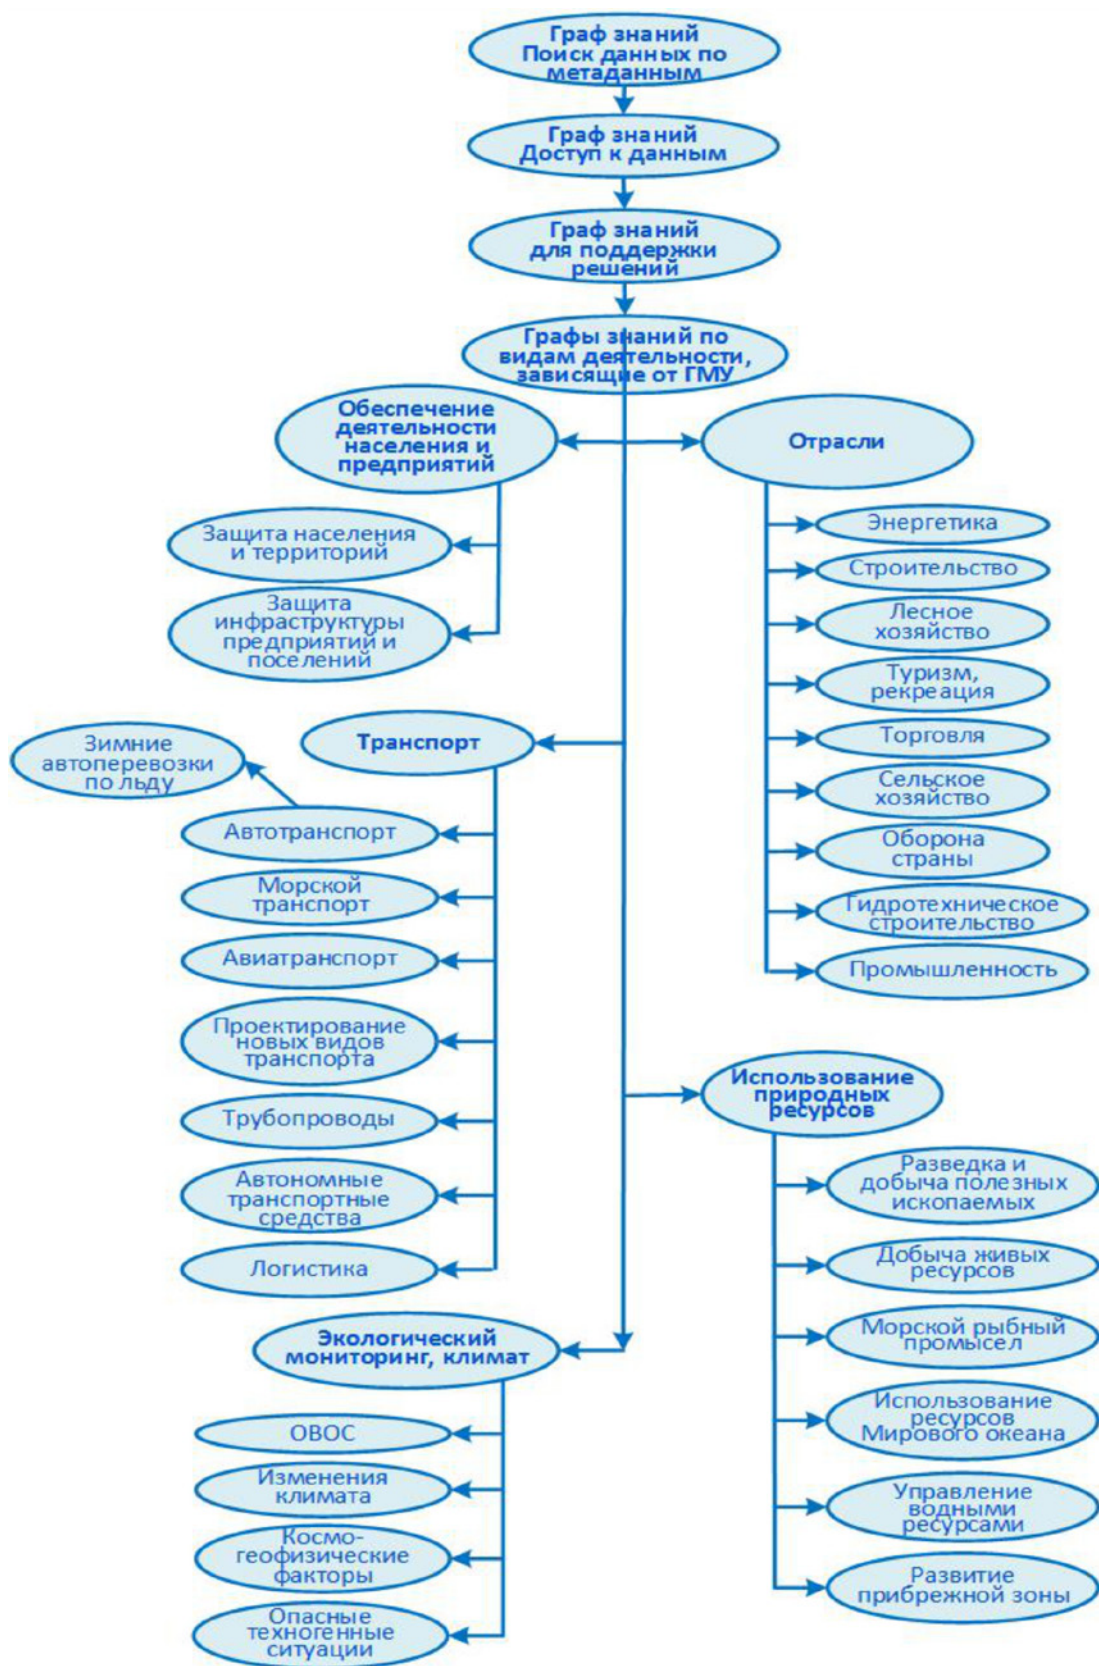 Граф знаний
Поиск данных по
метаданным
Граф знаний
Доступ к данным
Граф знаний
для поддержки
решений
Графы знаний по
видам деятельности,
зависящие от ГМУ
Обеспечение
деятельности
населения и
предприятий
Отрасли
Защита населения
и территорий
Защита
инфраструктуры
предприятий и
поселений
Энергетика
Строительство
Лесное
хозяйство
Туризм,
рекреация
Торговля
Сельское
хозяйство
Оборона
страны
Гидротехническое
строительство
Промышленность
Транспорт
Зимние
автоперевозки
по льду
Автотранспорт
Морской
транспорт
Авиатранспорт
Проектирование
новых видов
транспорта
Трубопроводы
Автономные
транспортные
средства
Логистика
Использование
природных
ресурсов
Разведка и
добыча полезных
ископаемых
Добыча живых
ресурсов
Морской рыбный
промысел
Использование
ресурсов
Мирового океана
Управление
водными
ресурсами
Развитие
прибрежной зоны
Экологический
мониторинг, климат
ОВОС
Изменения
климата
Космо-
геофизические
факторы
Опасные
техногенные
ситуации